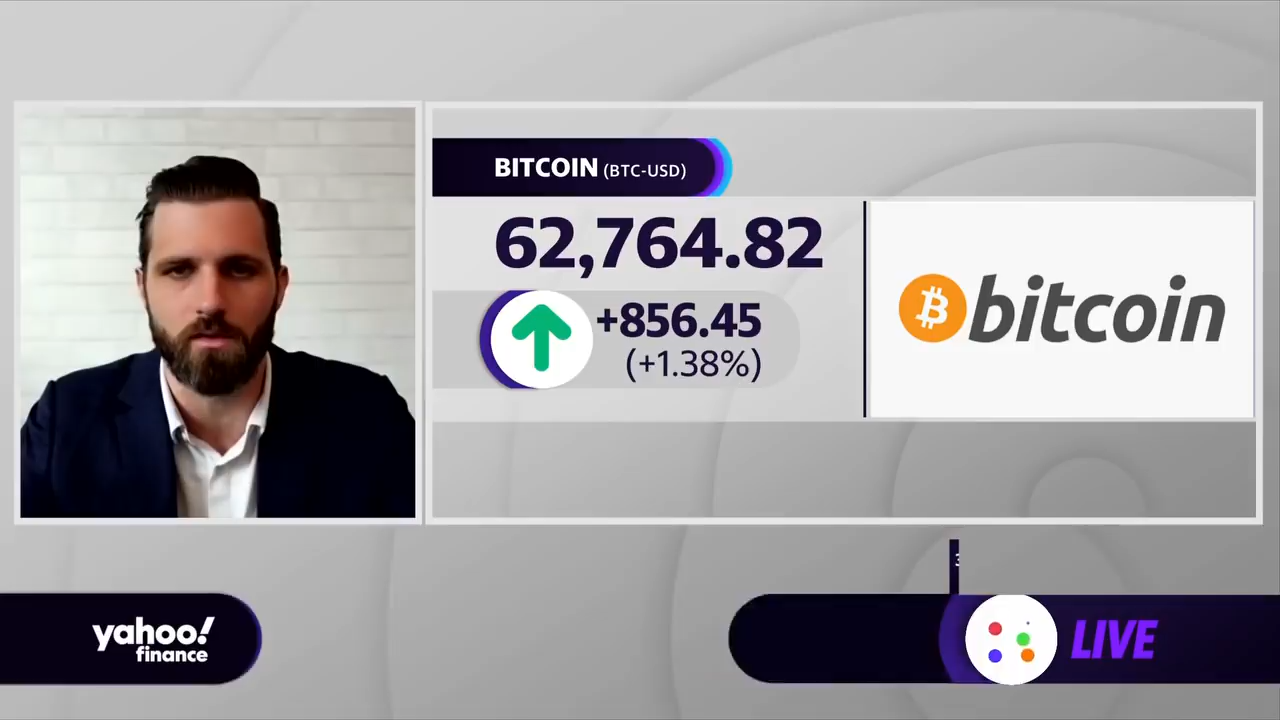 BITCOIN (BTC-USD)
62,764.82
+856.45
(+1.38%)
bitcoin
yahoo!
finance
LIVE